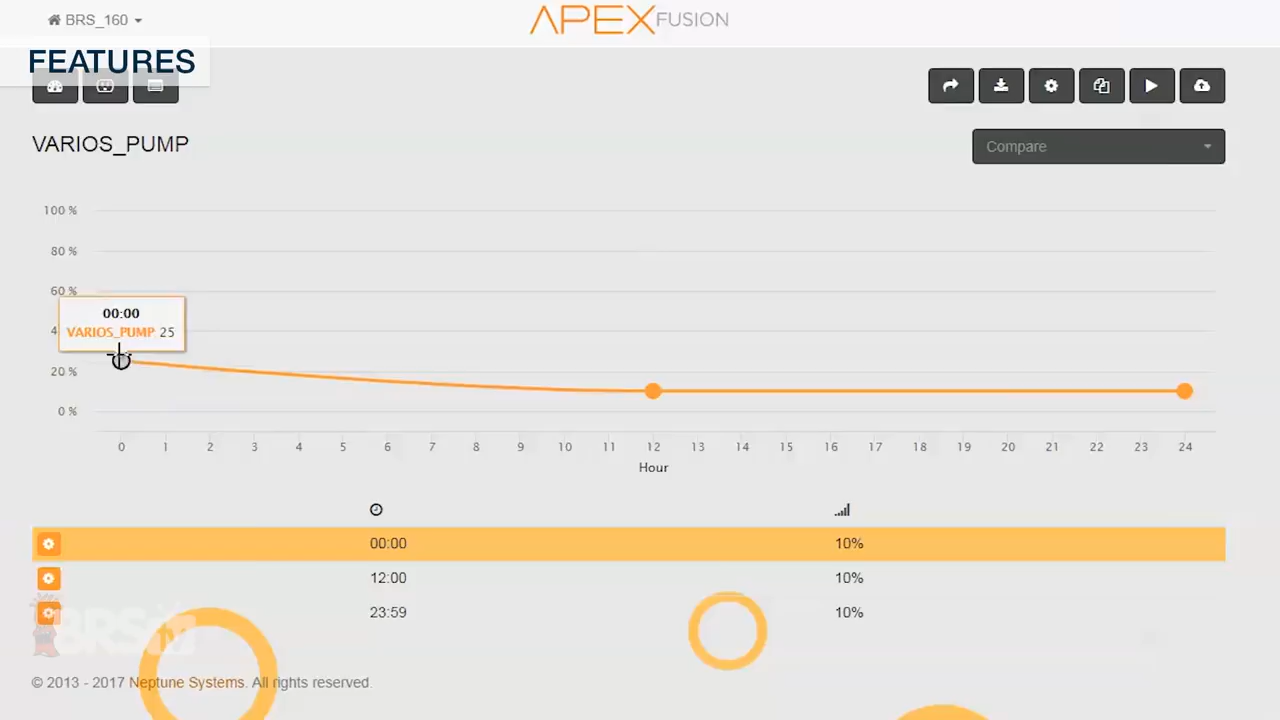 BRS_160
APEX FUSION
FEATURES
VARIOS_PUMP
Compare
100 %
80 %
60 %
00:00
VARIOS_PUMP 25
4
20 %
0 %
0 1 2 3 4 5 6 7 8 9 10 11 12 13 14 15 16 17 18 19 20 21 22 23 24
Hour
00:00 10%
12:00 10%
23:59 10%
BRStv
© 2013 - 2017 Neptune Systems. All rights reserved.